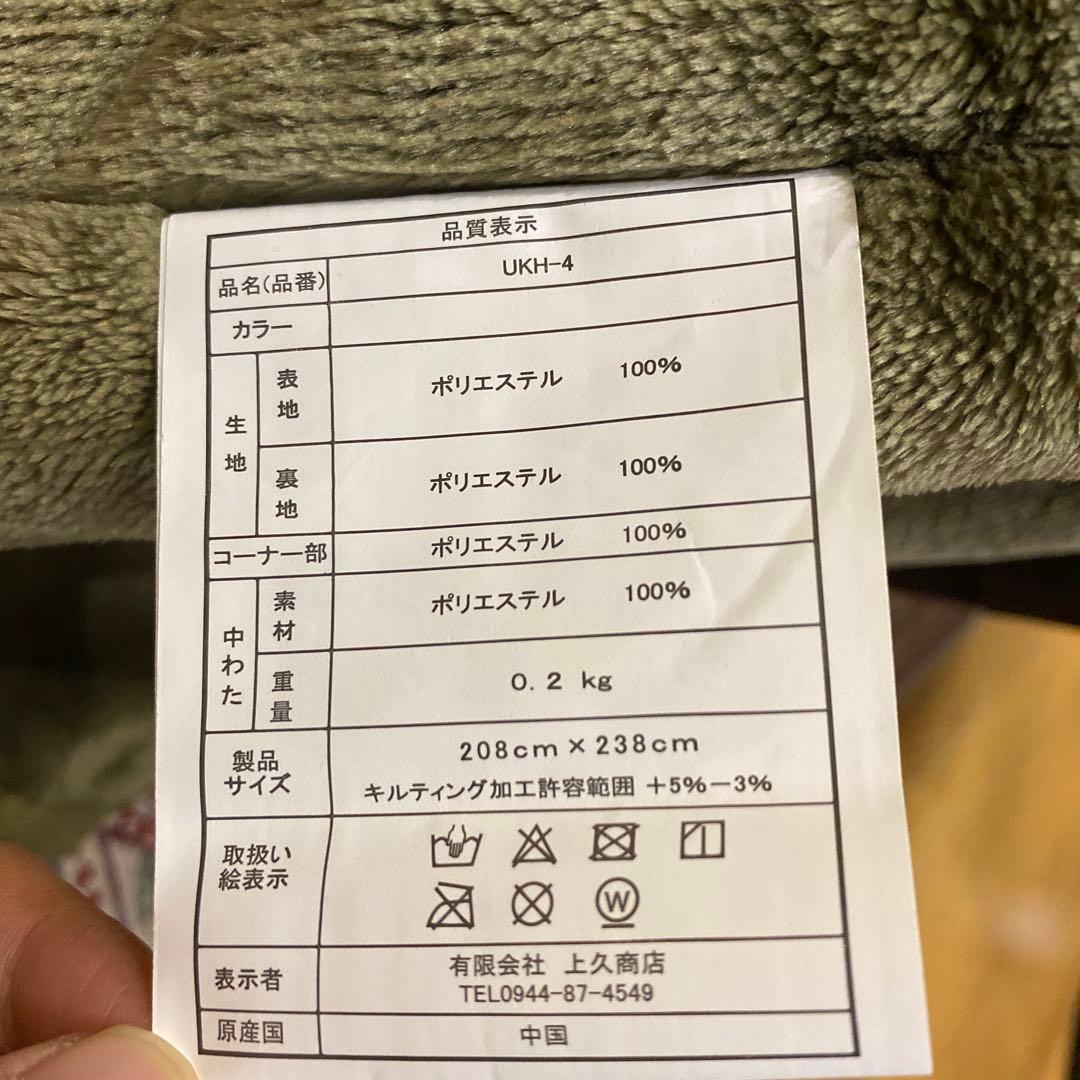 品質表示
品名(品番) UKH-4
カラー
生地 表地 ポリエステル 100%
裏地 ポリエステル 100%
コーナー部 ポリエステル 100%
中わた 素材 ポリエステル 100%
重量 0.2 kg
製品サイズ 208cm×238cm
キルティング加工許容範囲 +5%-3%
取扱い
絵表示
W
表示者 有限会社 上久商店
TEL0944-87-4549
原産国 中国